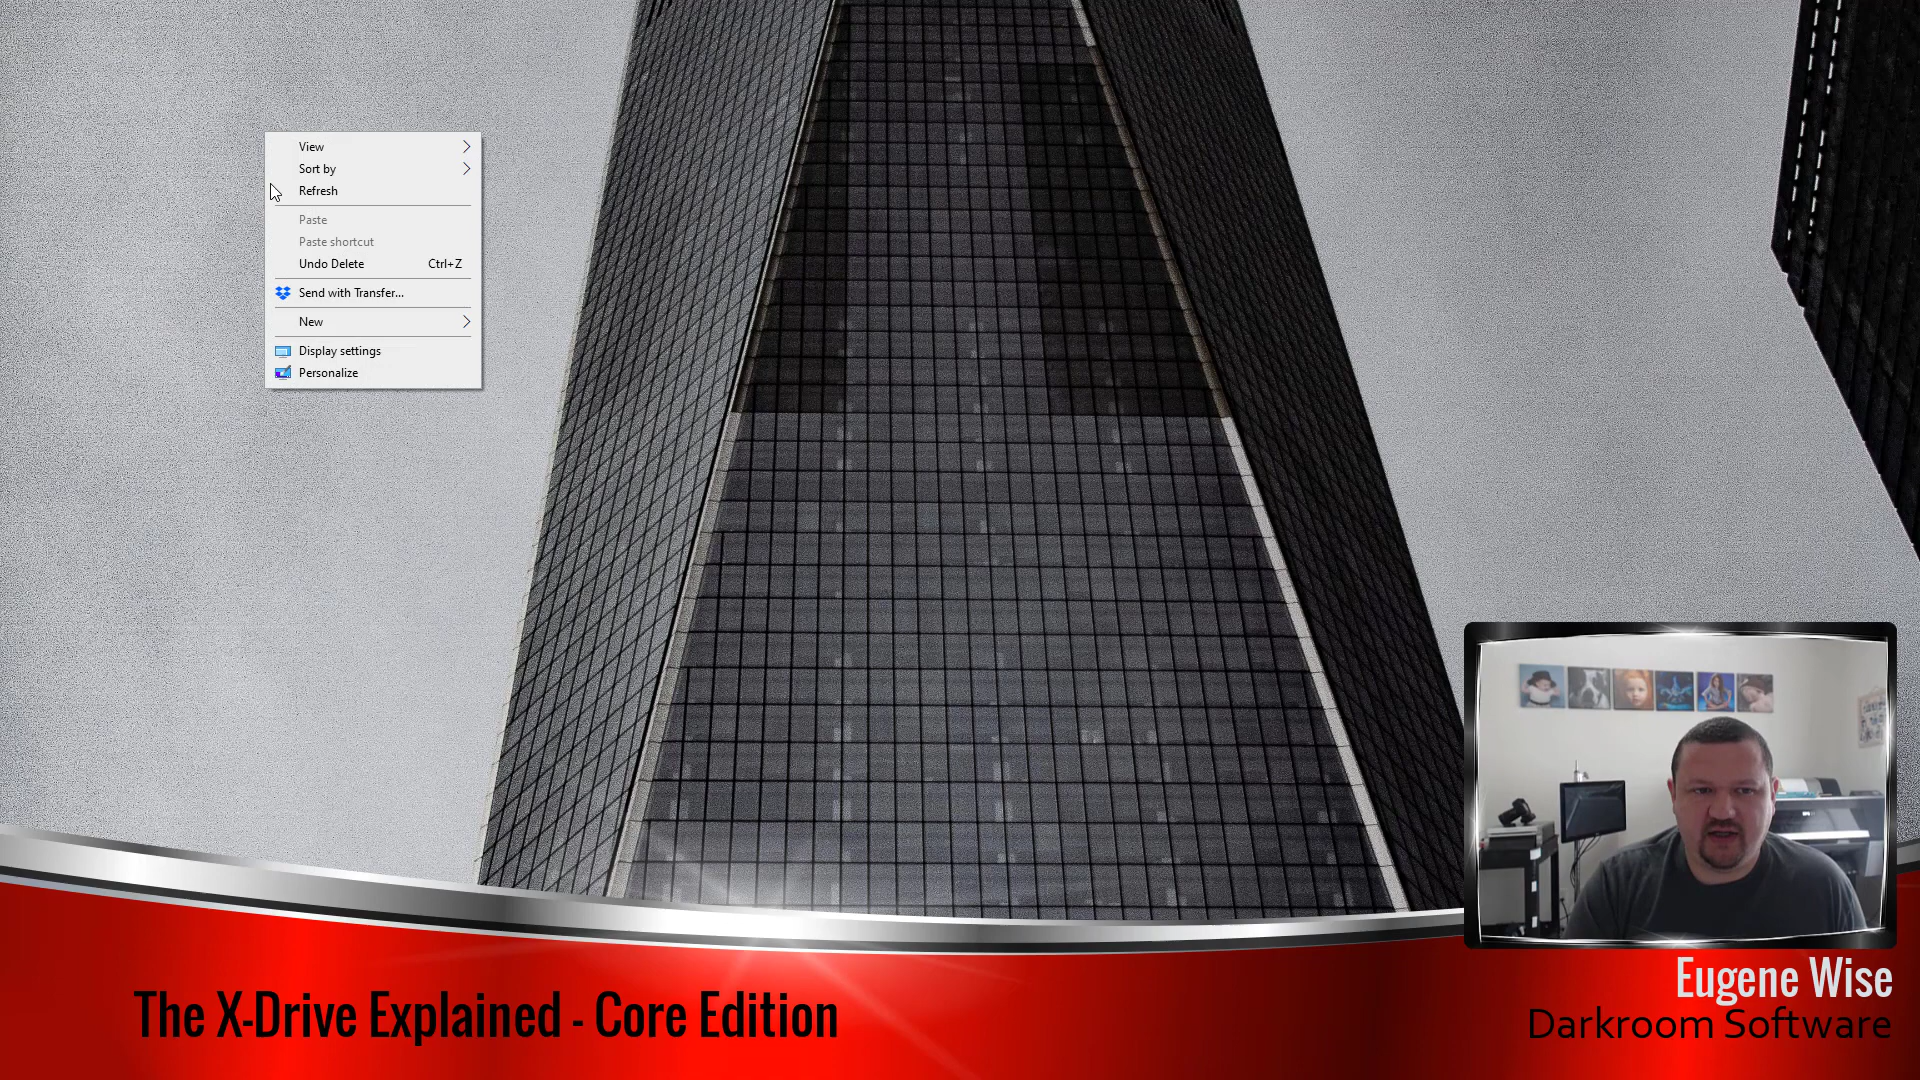 View
Sort by
Refresh
Paste
Paste shortcut
Undo Delete Ctrl+Z
Send with Transfer...
New
Display settings
Personalize
Eugene Wise
The X-Drive Explained - Core Edition
Darkroom Software